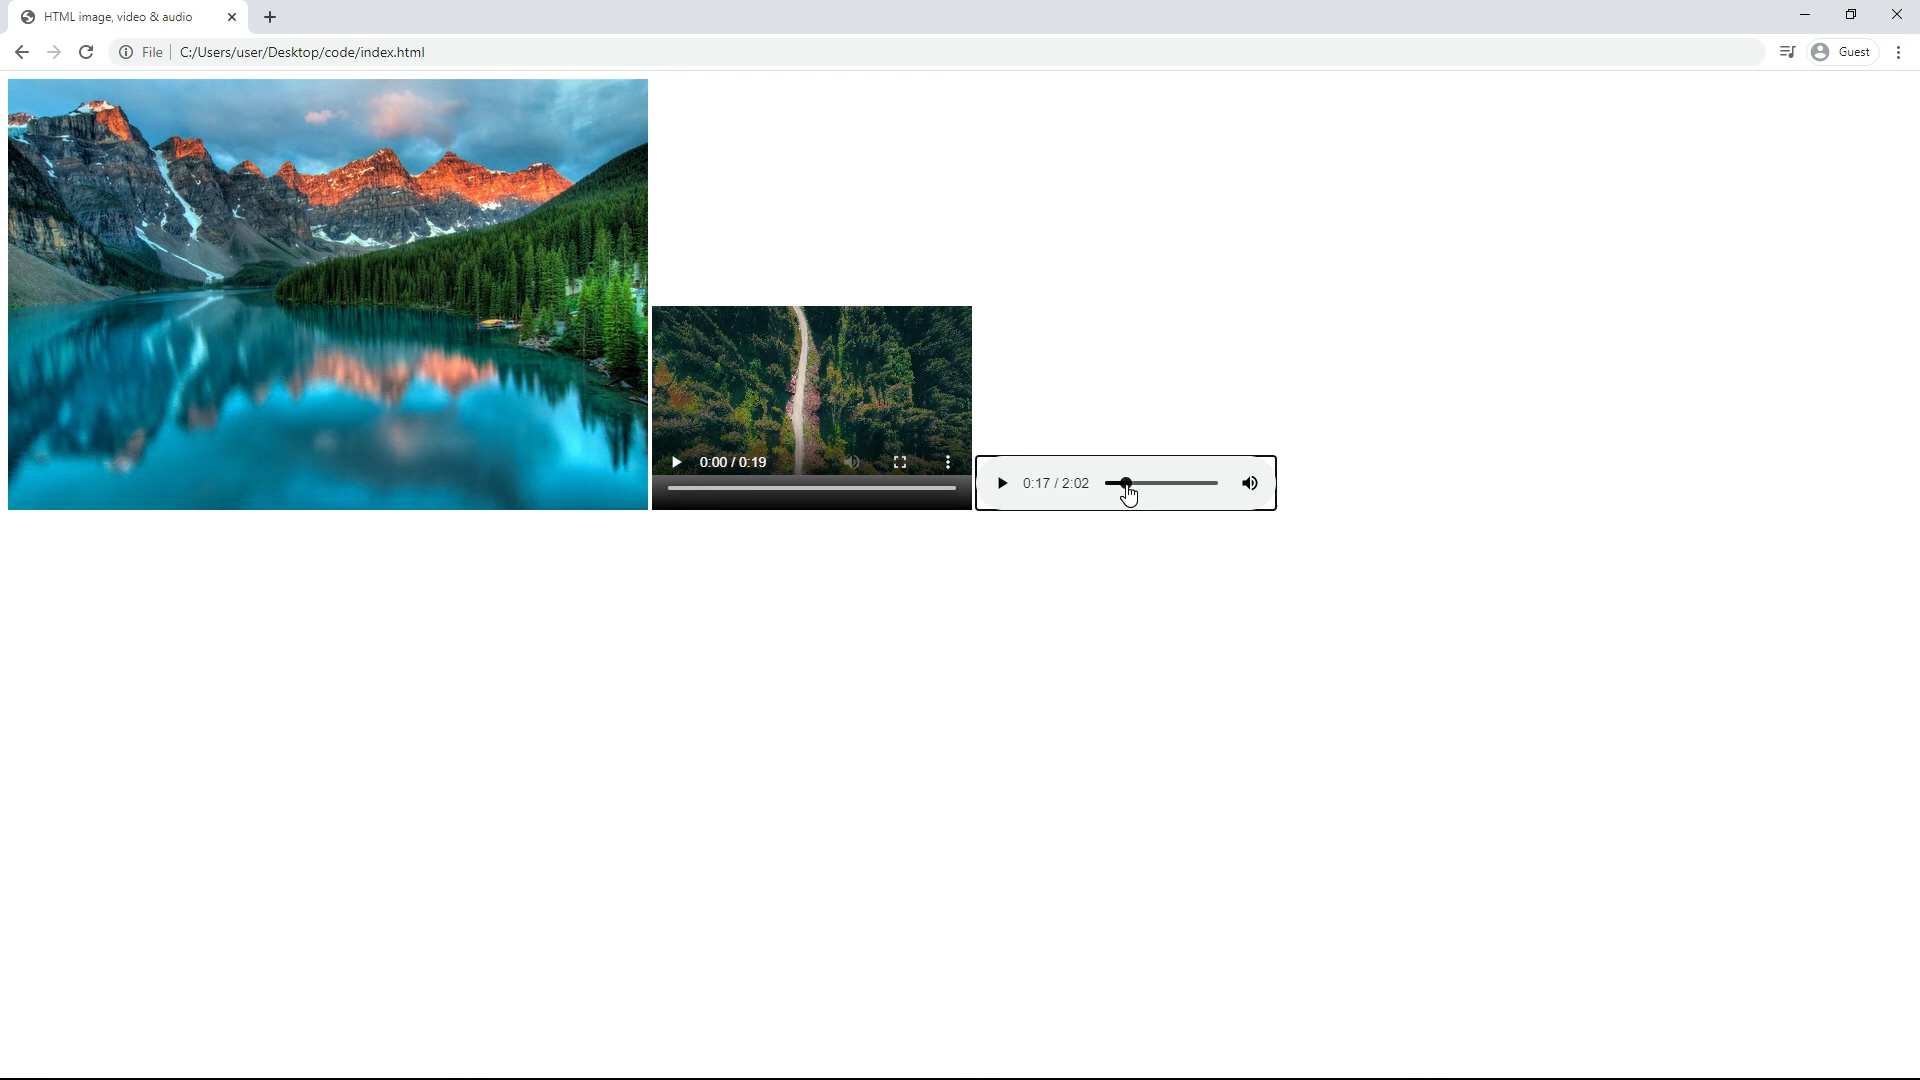 HTML image, video & audio
File
C:/Users/user/Desktop/code/index.html
Guest
0:00 / 0:19
0:17 / 2:02